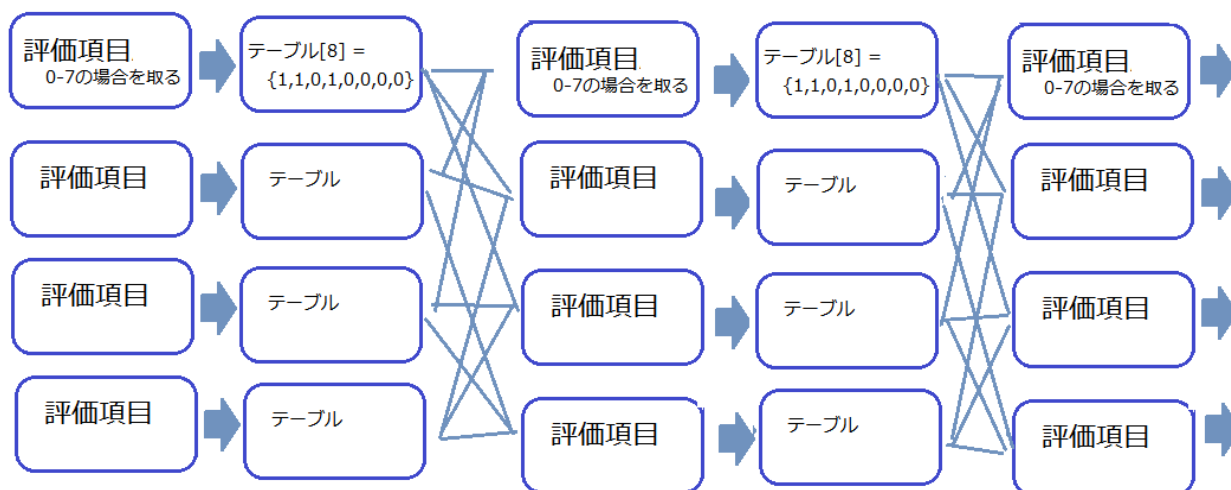 評価項目
0-7の場合を取る
テーブル[8] =
{1,1,0,1,0,0,0,0}
評価項目
0-7の場合を取る
テーブル[8] =
{1,1,0,1,0,0,0,0}
評価項目
0-7の場合を取る
評価項目
テーブル
評価項目
テーブル
評価項目
評価項目
テーブル
評価項目
テーブル
評価項目
評価項目
テーブル
評価項目
テーブル
評価項目